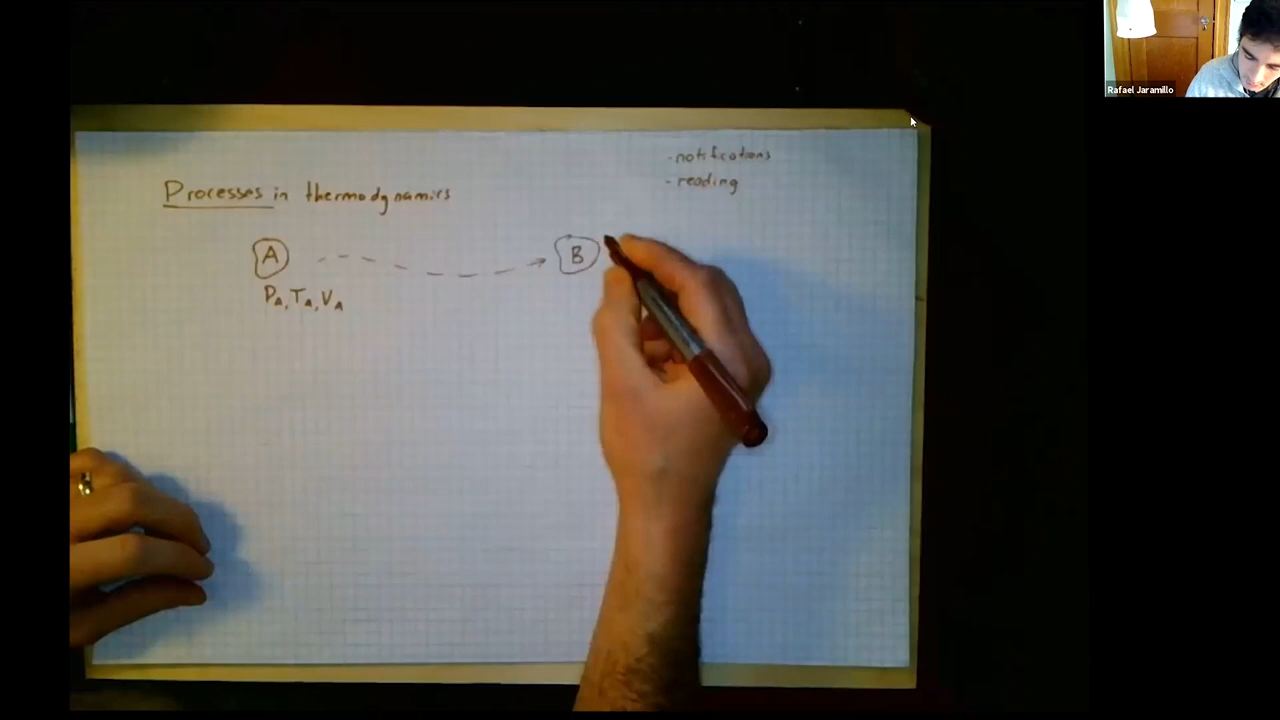 Rafael Jaramillo
- notifications
- reading
Processes in thermodynamics
A
B
PA, TA, VA